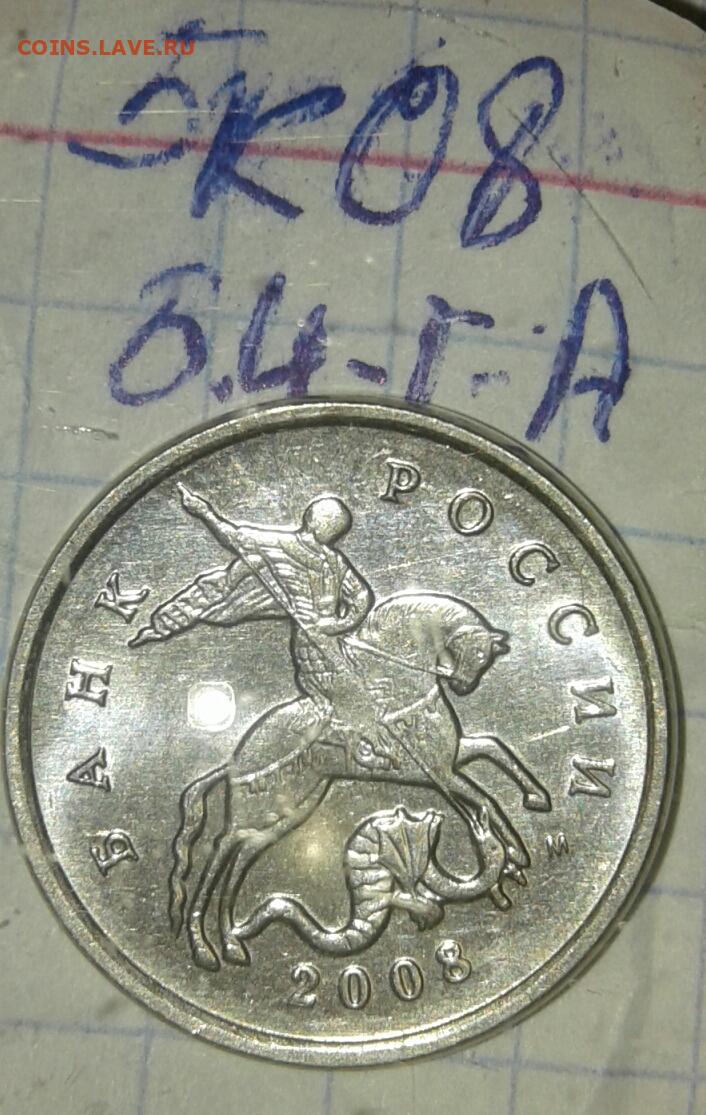 COINS.LAVE.RU
5К08
5.4-Г-А
БАНК РОССИИ
М
2008